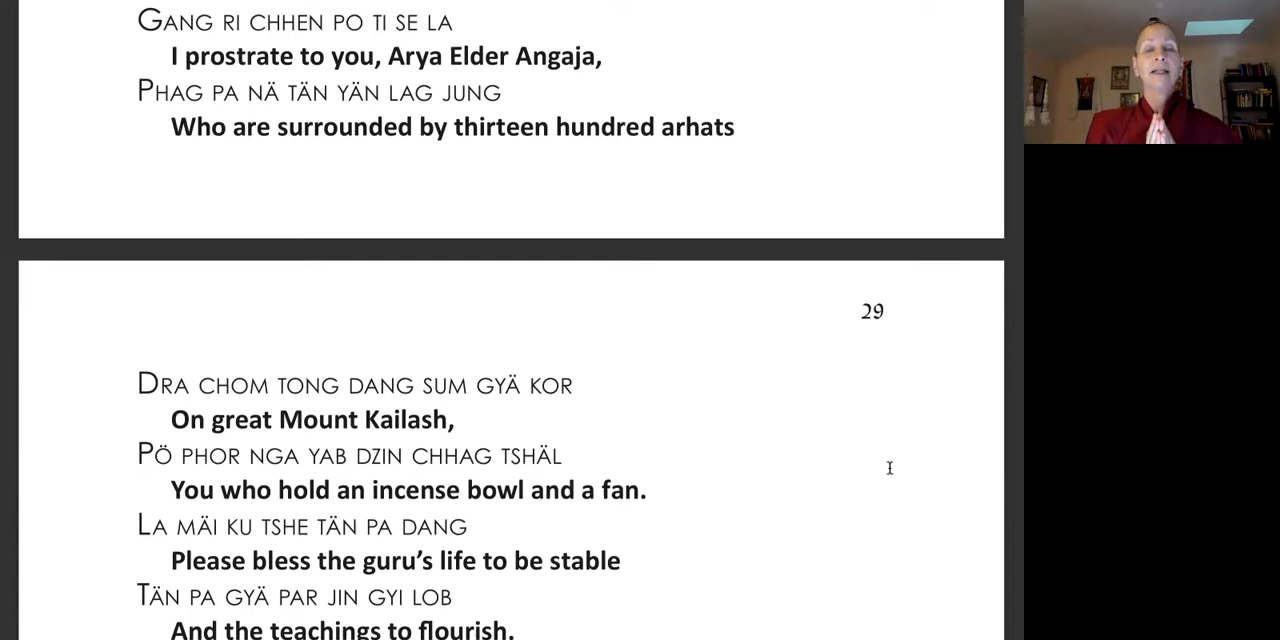 GANG RI CHHEN PO TI SE LA
I prostrate to you, Arya Elder Angaja,
PHAG PA NÄ TÄN YÄN LAG JUNG
Who are surrounded by thirteen hundred arhats
29
DRA CHOM TONG DANG SUM GYÄ KOR
On great Mount Kailash,
PÖ PHOR NGA YAB DZIN CHHAG TSHÄL
You who hold an incense bowl and a fan.
LA MÄI KU TSHE TÄN PA DANG
Please bless the guru’s life to be stable
TÄN PA GYÄ PAR JIN GYI LOB
And the teachings to flourish.